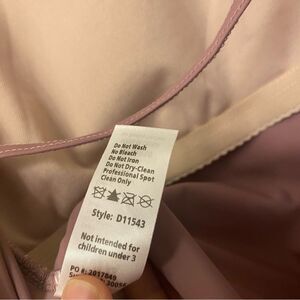 Do Not Wash
No Bleach
Do Not Iron
Do Not Dry-Clean
Professional Spot
Clean Only
Style: D11543
Not intended for
children under 3
PO #: 2017849